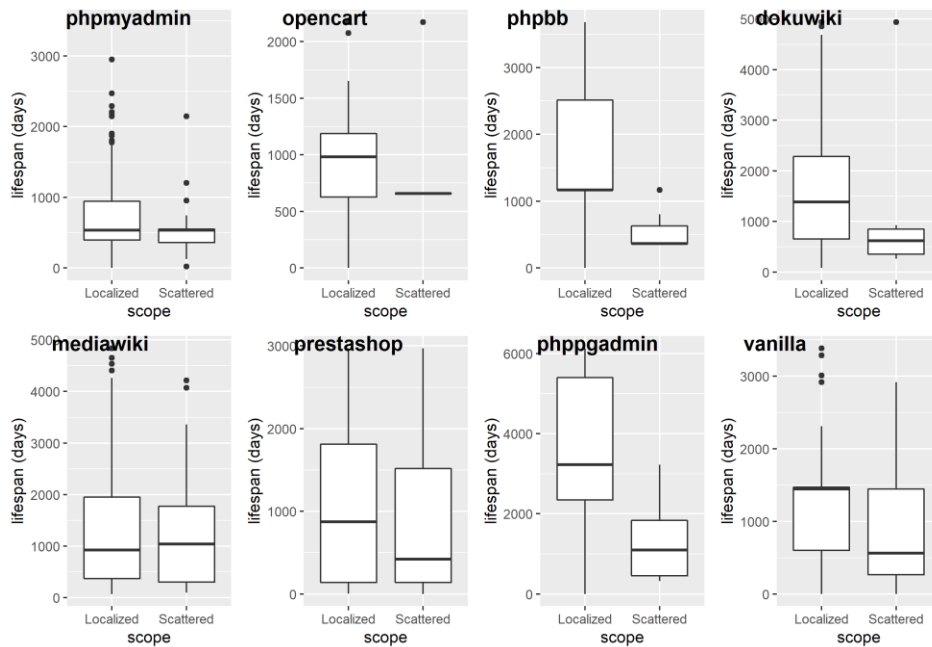 phpmyadmin
lifespan (days)
3000
2000
1000
0
Localized Scattered
scope
opencart
lifespan (days)
2000
1500
1000
500
0
Localized Scattered
scope
phpbb
lifespan (days)
3000
2000
1000
0
Localized Scattered
scope
dokuwiki
lifespan (days)
5000
4000
3000
2000
1000
0
Localized Scattered
scope
mediawiki
lifespan (days)
5000
4000
3000
2000
1000
0
Localized Scattered
scope
prestashop
lifespan (days)
3000
2000
1000
0
Localized Scattered
scope
phppgadmin
lifespan (days)
6000
4000
2000
0
Localized Scattered
scope
vanilla
lifespan (days)
3000
2000
1000
0
Localized Scattered
scope